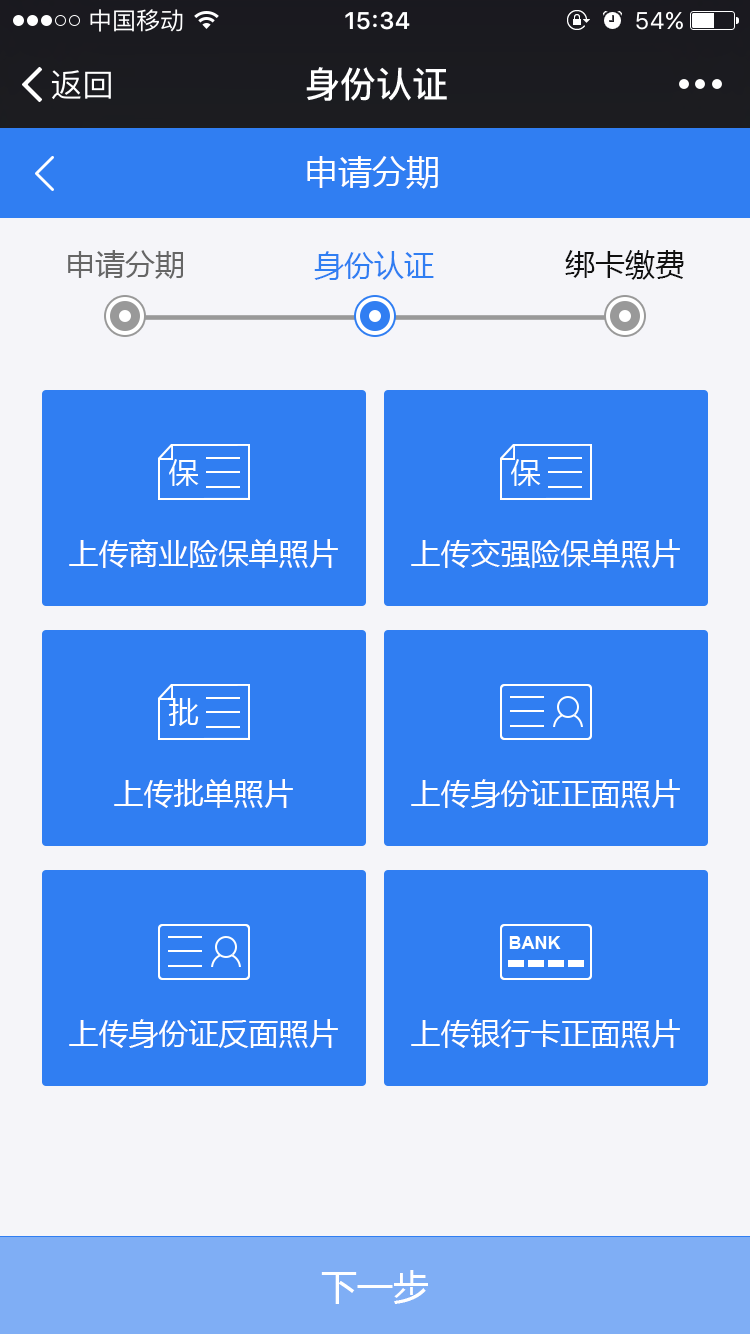 中国移动 15:34 54%
返回 身份认证
申请分期
申请分期 身份认证 绑卡缴费
保 保
上传商业险保单照片 上传交强险保单照片
批
上传批单照片 上传身份证正面照片
BANK
上传身份证反面照片 上传银行卡正面照片
下一步